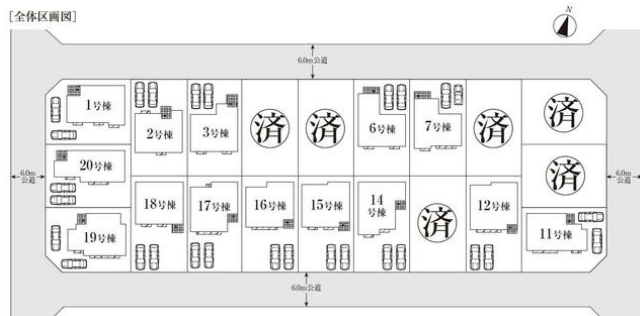 [全体区画図]
N
6.0m公道
1号棟
2号棟
3号棟
済
済
6号棟
7号棟
済
済
6.0m
公道
20号棟
済
6.0m
公道
18号棟
17号棟
16号棟
15号棟
14
号棟
済
12号棟
19号棟
11号棟
6.0m公道